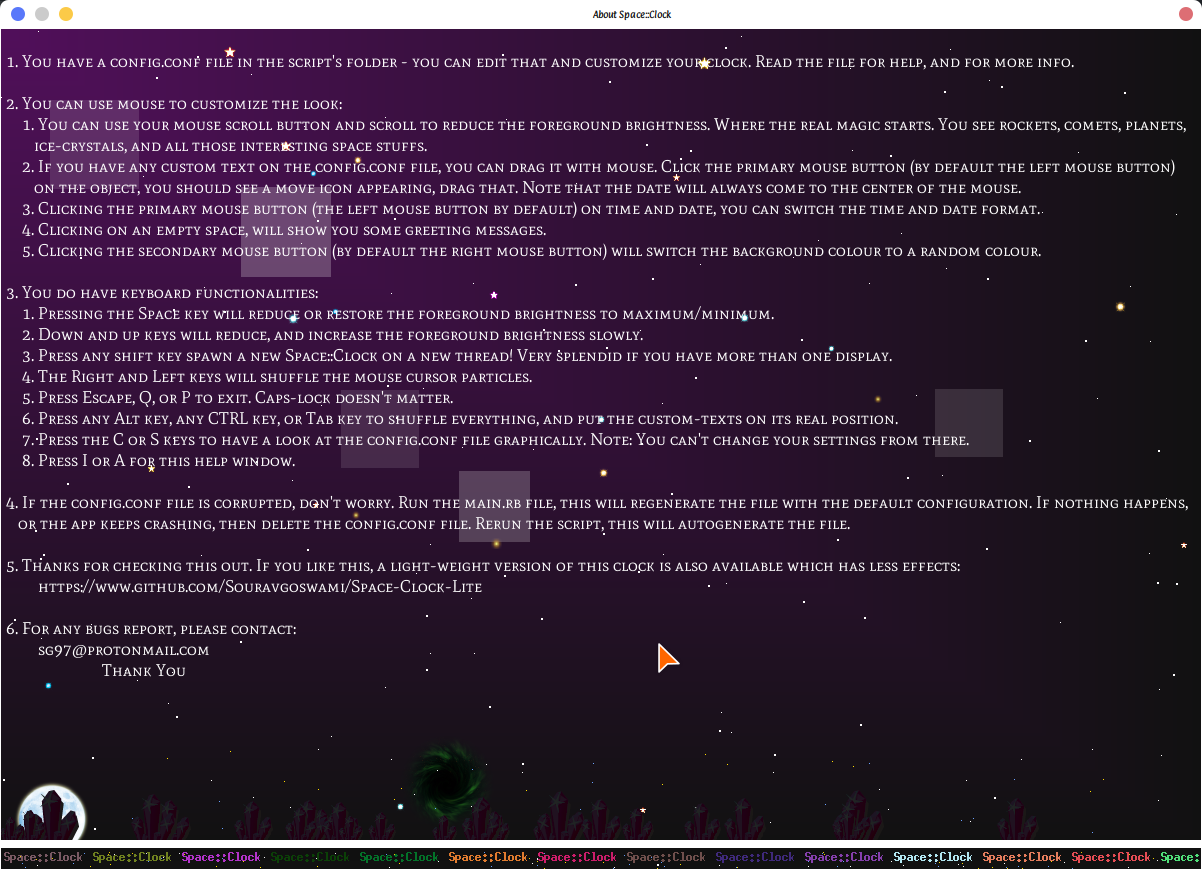 About Space::Clock
1. You have a config.conf file in the script's folder - you can edit that and customize your clock. Read the file for help, and for more info.
2. You can use mouse to customize the look:
1. You can use your mouse scroll button and scroll to reduce the foreground brightness. Where the real magic starts. You see rockets, comets, planets,
ice-crystals, and all those interesting space stuffs.
2. If you have any custom text on the config.conf file, you can drag it with mouse. Click the primary mouse button (by default the left mouse button)
on the object, you should see a move icon appearing, drag that. Note that the date will always come to the center of the mouse.
3. Clicking the primary mouse button (the left mouse button by default) on time and date, you can switch the time and date format.
4. Clicking on an empty space, will show you some greeting messages.
5. Clicking the secondary mouse button (by default the right mouse button) will switch the background colour to a random colour.
3. You do have keyboard functionalities:
1. Pressing the Space key will reduce or restore the foreground brightness to maximum/minimum.
2. Down and up keys will reduce, and increase the foreground brightness slowly.
3. Press any shift key spawn a new Space::Clock on a new thread! Very splendid if you have more than one display.
4. The Right and Left keys will shuffle the mouse cursor particles.
5. Press Escape, Q, or P to exit. Caps-lock doesn't matter.
6. Press any Alt key, any CTRL key, or Tab key to shuffle everything, and put the custom-texts on its real position.
7. Press the C or S keys to have a look at the config.conf file graphically. Note: You can't change your settings from there.
8. Press I or A for this help window.
4. If the config.conf file is corrupted, don't worry. Run the main.rb file, this will regenerate the file with the default configuration. If nothing happens,
or the app keeps crashing, then delete the config.conf file. Rerun the script, this will autogenerate the file.
5. Thanks for checking this out. If you like this, a light-weight version of this clock is also available which has less effects:
https://www.github.com/Souravgoswami/Space-Clock-Lite
6. For any bugs report, please contact:
sg97@protonmail.com
Thank You
Space::Clock Space::Clock Space::Clock Space::Clock Space::Clock Space::Clock Space::Clock Space::Clock Space::Clock Space::Clock Space::Clock Space::Clock Space::Clock Space::